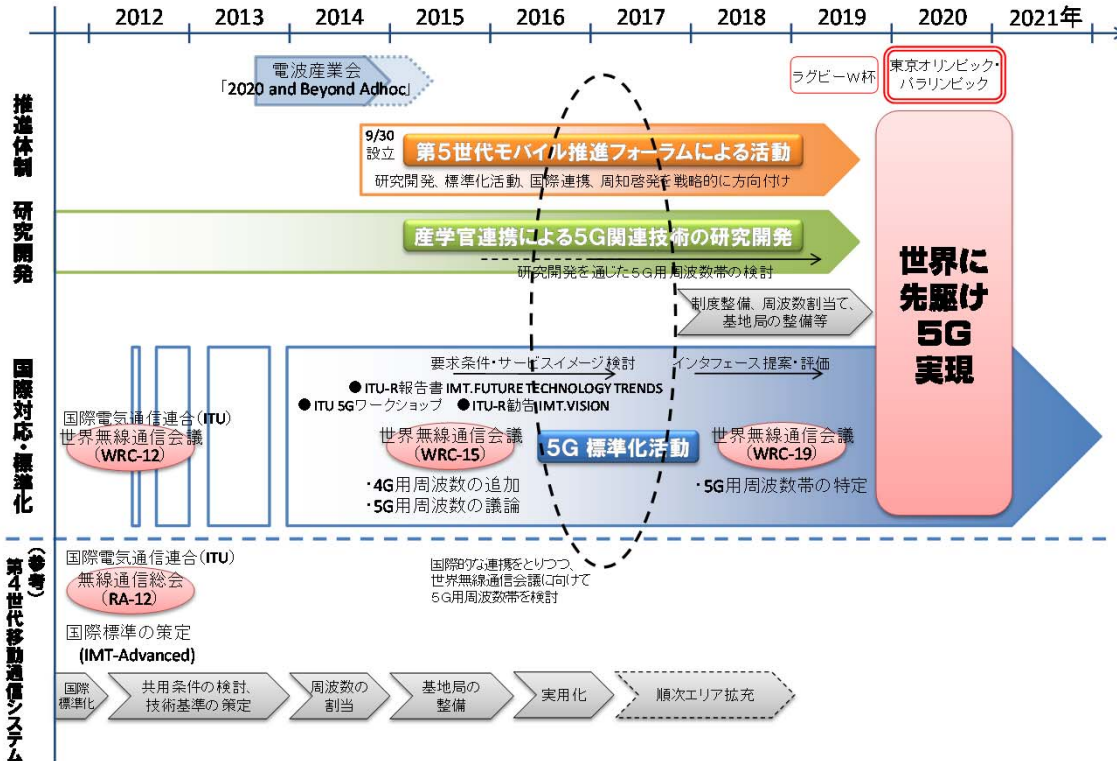 2012 2013 2014 2015 2016 2017 2018 2019 2020 2021年
推進体制
電波産業会
「2020 and Beyond Adhoc」
ラグビーW杯
東京オリンピック・
パラリンピック
9/30
設立
第5世代モバイル推進フォーラムによる活動
研究開発、標準化活動、国際連携、周知啓発を戦略的に方向付け
研究開発
産学官連携による5G関連技術の研究開発
研究開発を通じた5G用周波数帯の検討
制度整備、周波数割当て、
基地局の整備等
世界に
先駆け
5G
実現
国際対応・標準化
要求条件・サービスイメージ検討
インタフェース提案・評価
●ITU-R報告書 IMT.FUTURE TECHNOLOGY TRENDS
●ITU 5Gワークショップ ●ITU-R勧告 IMT.VISION
国際電気通信連合(ITU)
世界無線通信会議
(WRC-12)
世界無線通信会議
(WRC-15)
5G 標準化活動
世界無線通信会議
(WRC-19)
・4G用周波数の追加
・5G用周波数の議論
・5G用周波数帯の特定
(参考)
第4世代移動通信システム
国際電気通信連合(ITU)
無線通信総会
(RA-12)
国際標準の策定
(IMT-Advanced)
国際的な連携をとりつつ、
世界無線通信会議に向けて
5G用周波数帯を検討
国際
標準化
共用条件の検討、
技術基準の策定
周波数の
割当
基地局の
整備
実用化
順次エリア拡充